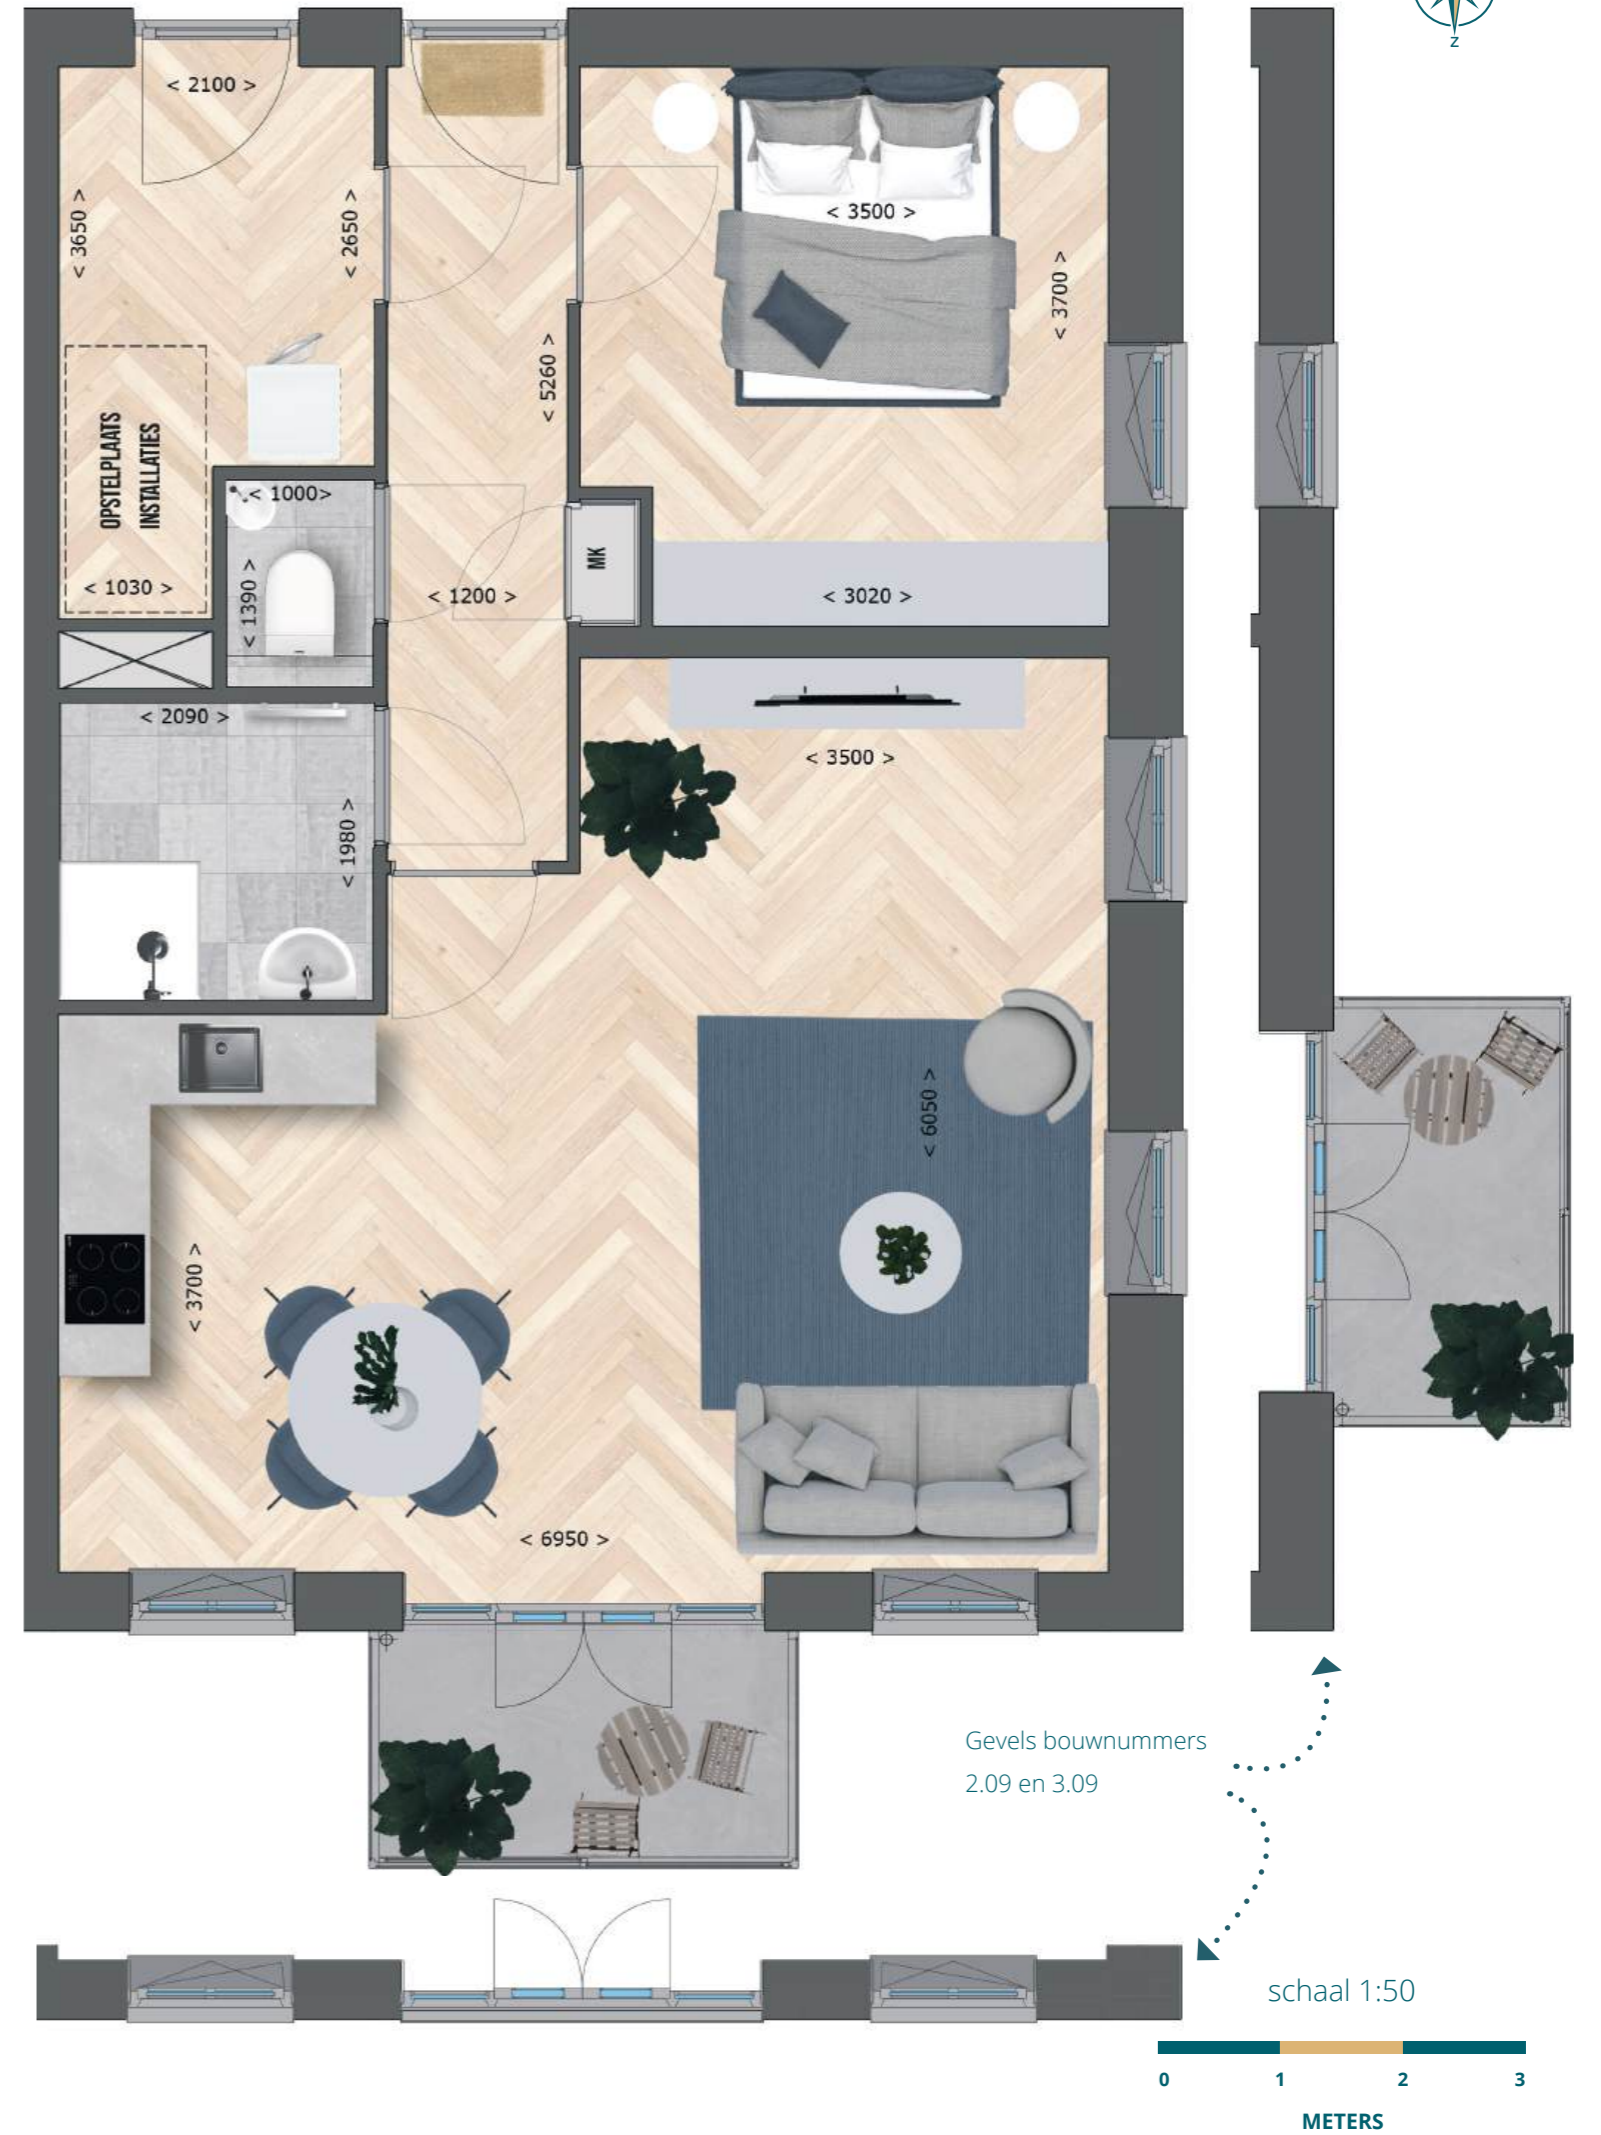 Z
< 2100 >
< 3650 >
< 2650 >
< 3500 >
< 3700 >
< 5260 >
OPSTELPLAATS
INSTALLATIES
< 1000>
< 1030 >
< 1390 >
< 1200 >
MK
< 3020 >
< 2090 >
< 3500 >
< 1980 >
< 6050 >
< 3700 >
< 6950 >
Gevels bouwnummers
2.09 en 3.09
schaal 1:50
0 1 2 3
METERS